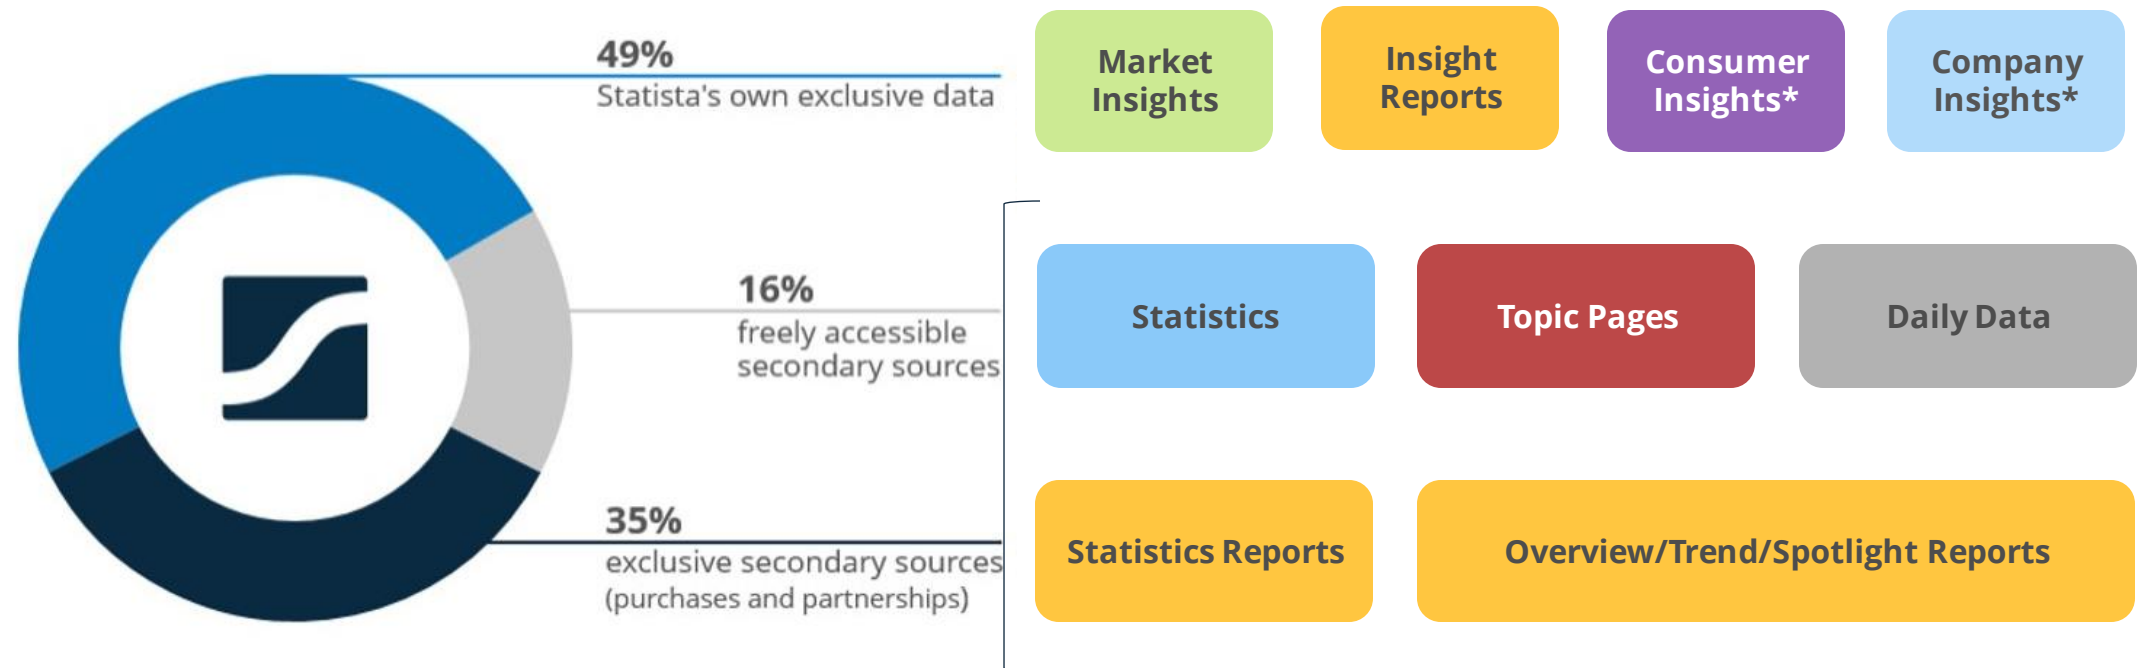 49%
Statista's own exclusive data
Market
Insights
Insight
Reports
Consumer
Insights*
Company
Insights*
16%
freely accessible
secondary sources
Statistics
Topic Pages
Daily Data
35%
exclusive secondary sources
(purchases and partnerships)
Statistics Reports
Overview/Trend/Spotlight Reports